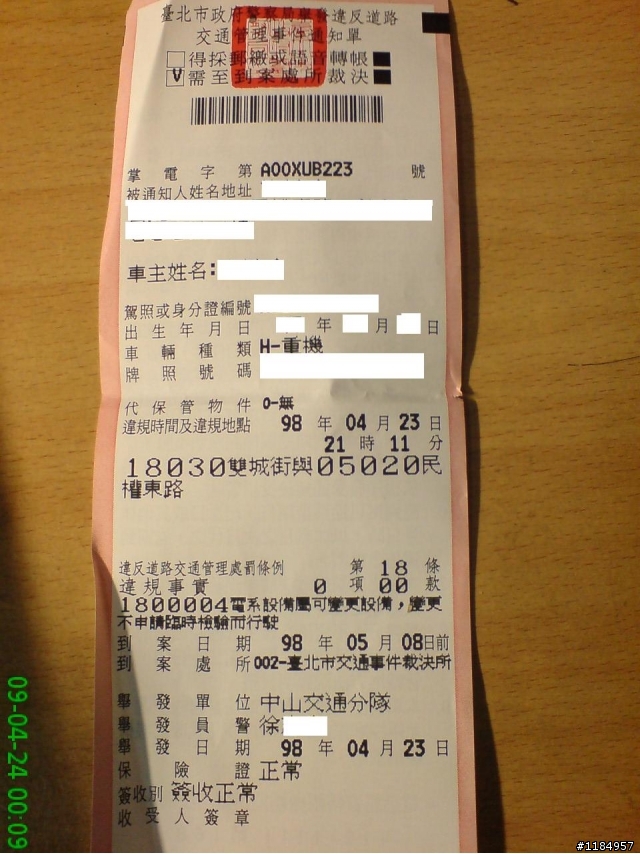 臺北市政府警察局舉發違反道路
交通管理事件通知單
得採郵繳或語音轉帳
V 需至到案處所裁決
掌電字第 A00XUB223 號
被通知人姓名地址
車主姓名:
駕照或身分證編號
出生年月日 年 月 日
車輛種類 H-重機
牌照號碼
代保管物件 0-無
違規時間及違規地點 98 年 04 月 23 日
21 時 11 分
18030雙城街與05020民
權東路
違反道路交通管理處罰條例 第 18 條
違規事實 0 項 00 款
1800004電系設備屬可變更設備,變更
不申請臨時檢驗而行駛
到案日期 98 年 05 月 08日前
到案處所 002-臺北市交通事件裁決所
舉發單位 中山交通分隊
舉發員警 徐
舉發日期 98 年 04 月 23 日
保險證 正常
簽收別 簽收正常
收受人簽章
09-04-24 00:09
#1184957